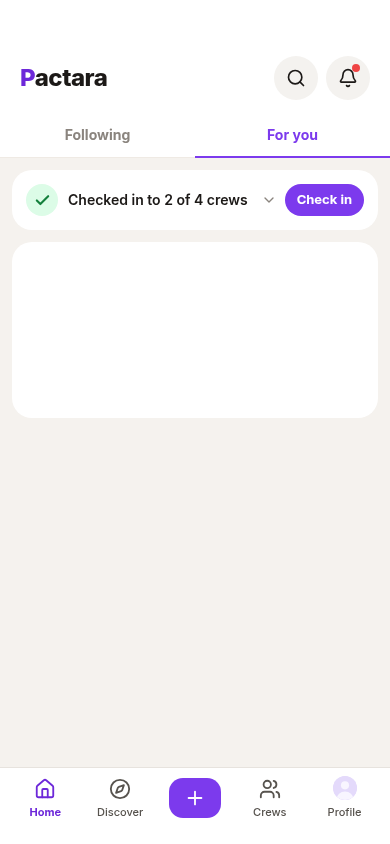 Pactara
Following
For you
Checked in to 2 of 4 crews
Check in
Home
Discover
Crews
Profile